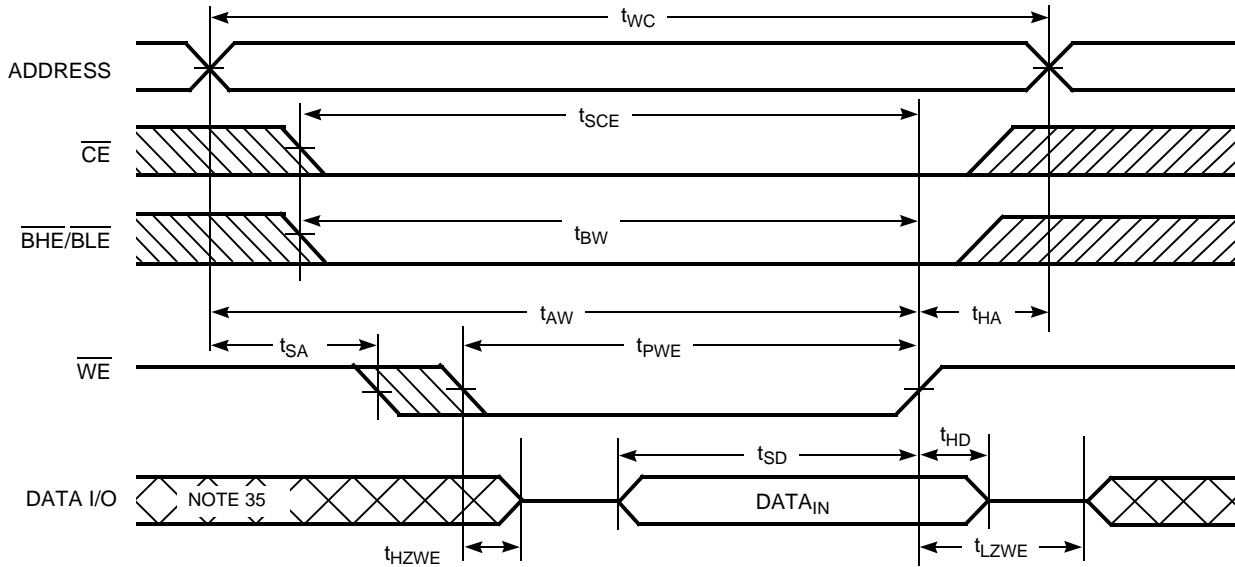 tWC
ADDRESS
tSCE
CE
BHE/BLE
tBW
tAW
tHA
tSA
tPWE
WE
tSD
tHD
DATA I/O
NOTE 35
DATAIN
tHZWE
tLZWE